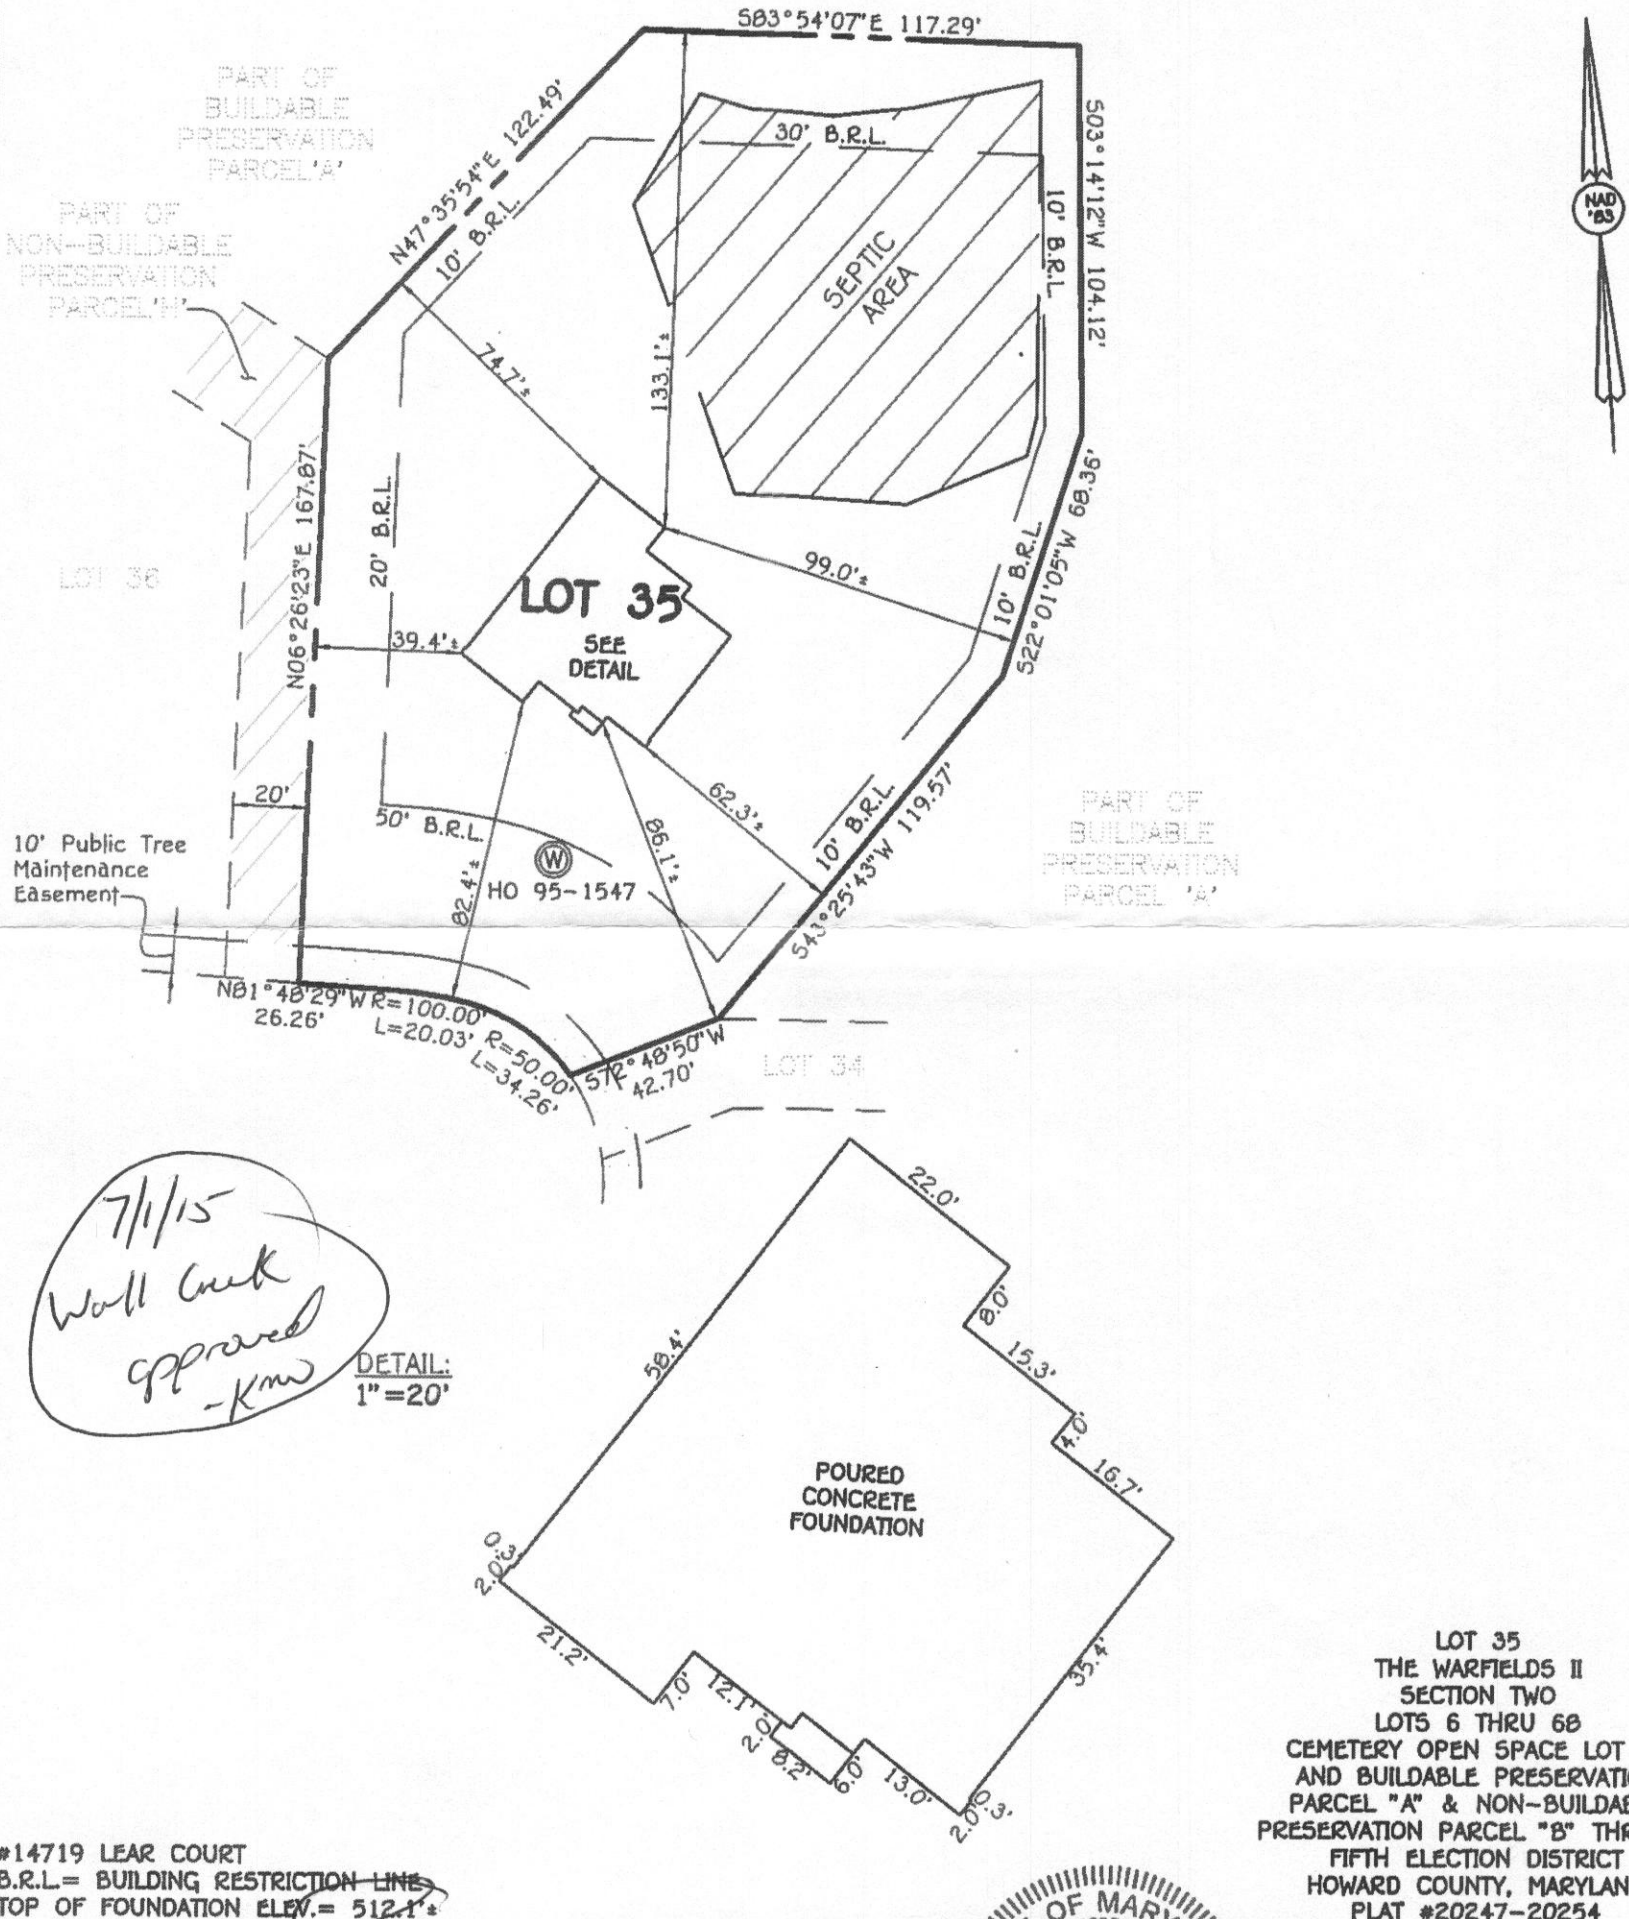 S83°54'07"E 117.29'
PART OF
BUILDABLE
PRESERVATION
PARCEL 'A'
N47°35'54"E 122.49'
10' B.R.L.
30' B.R.L.
S03°14'12"W 104.12'
10' B.R.L.
NAD
'83
PART OF
NON-BUILDABLE
PRESERVATION
PARCEL 'H'
SEPTIC
AREA
74.7'±
133.1'±
N06°26'23"E 167.87'
20' B.R.L.
LOT 36
LOT 35
SEE
DETAIL
99.0'±
10' B.R.L.
S22°01'05"W 68.36'
39.4'±
20'
50' B.R.L.
62.3'±
86.1'±
82.4'±
10' B.R.L.
S43°25'43"W 119.57'
PART OF
BUILDABLE
PRESERVATION
PARCEL 'A'
10' Public Tree
Maintenance
Easement
W
HO 95-1547
N81°48'29"W
26.26'
R=100.00'
L=20.03'
R=50.00'
L=34.26'
S72°48'50"W
42.70'
LOT 34
7/1/15
Wall Check
approved
DETAIL:
1"=20'
22.0'
8.0'
15.3'
4.0'
16.7'
58.4'
POURED
CONCRETE
FOUNDATION
0.3'
2.0'
21.2'
7.0'
12.1'
2.0'
8.2'
6.0'
13.0'
0.3'
2.0'
35.4'
LOT 35
THE WARFIELDS II
SECTION TWO
LOTS 6 THRU 68
CEMETERY OPEN SPACE LOT
AND BUILDABLE PRESERVATI
PARCEL "A" & NON-BUILDAB
PRESERVATION PARCEL "B" THR
FIFTH ELECTION DISTRICT
HOWARD COUNTY, MARYLAN
PLAT #20247-20254
#14719 LEAR COURT
B.R.L.= BUILDING RESTRICTION LINE
TOP OF FOUNDATION ELEV.= 512.1'±
OF MARY